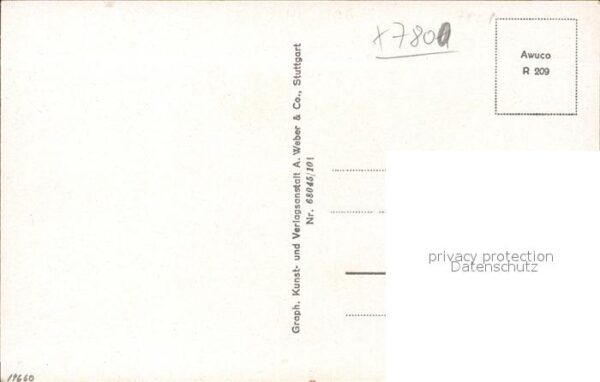 x7800
Awuco
R 209
Graph. Kunst- und Verlagsanstalt A. Weber & Co., Stuttgart
Nr. 68045/101
privacy protection
Datenschutz
19660